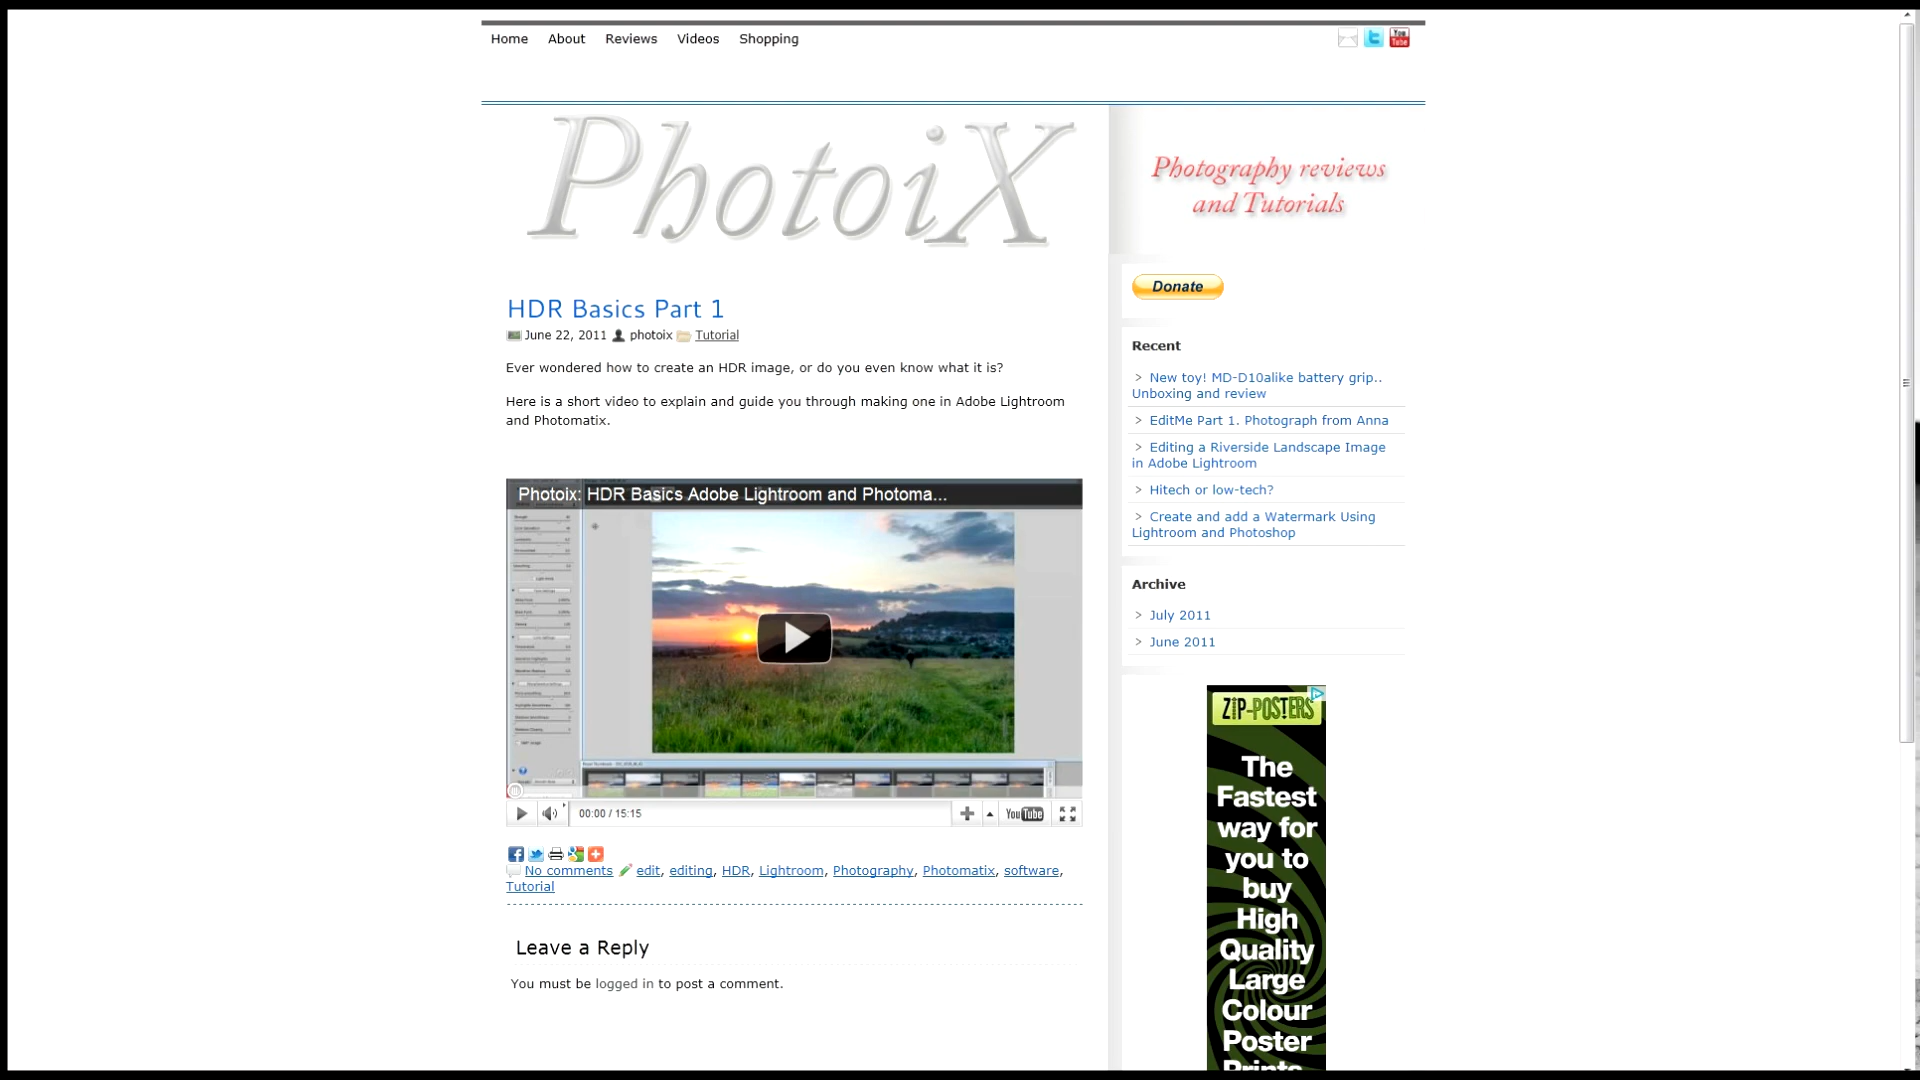 Home About Reviews Videos Shopping
PhotoiX
Photography reviews
and Tutorials
HDR Basics Part 1
June 22, 2011 photoix Tutorial
Ever wondered how to create an HDR image, or do you even know what it is?
Here is a short video to explain and guide you through making one in Adobe Lightroom
and Photomatix.
Photoix: HDR Basics Adobe Lightroom and Photoma...
00:00 / 15:15
YouTube
No comments edit, editing, HDR, Lightroom, Photography, Photomatix, software,
Tutorial
Leave a Reply
You must be logged in to post a comment.
Donate
Recent
> New toy! MD-D10alike battery grip..
Unboxing and review
> EditMe Part 1. Photograph from Anna
> Editing a Riverside Landscape Image
in Adobe Lightroom
> Hitech or low-tech?
> Create and add a Watermark Using
Lightroom and Photoshop
Archive
> July 2011
> June 2011
ZIP-POSTERS
The
Fastest
way for
you to
buy
High
Quality
Large
Colour
Poster
Prints